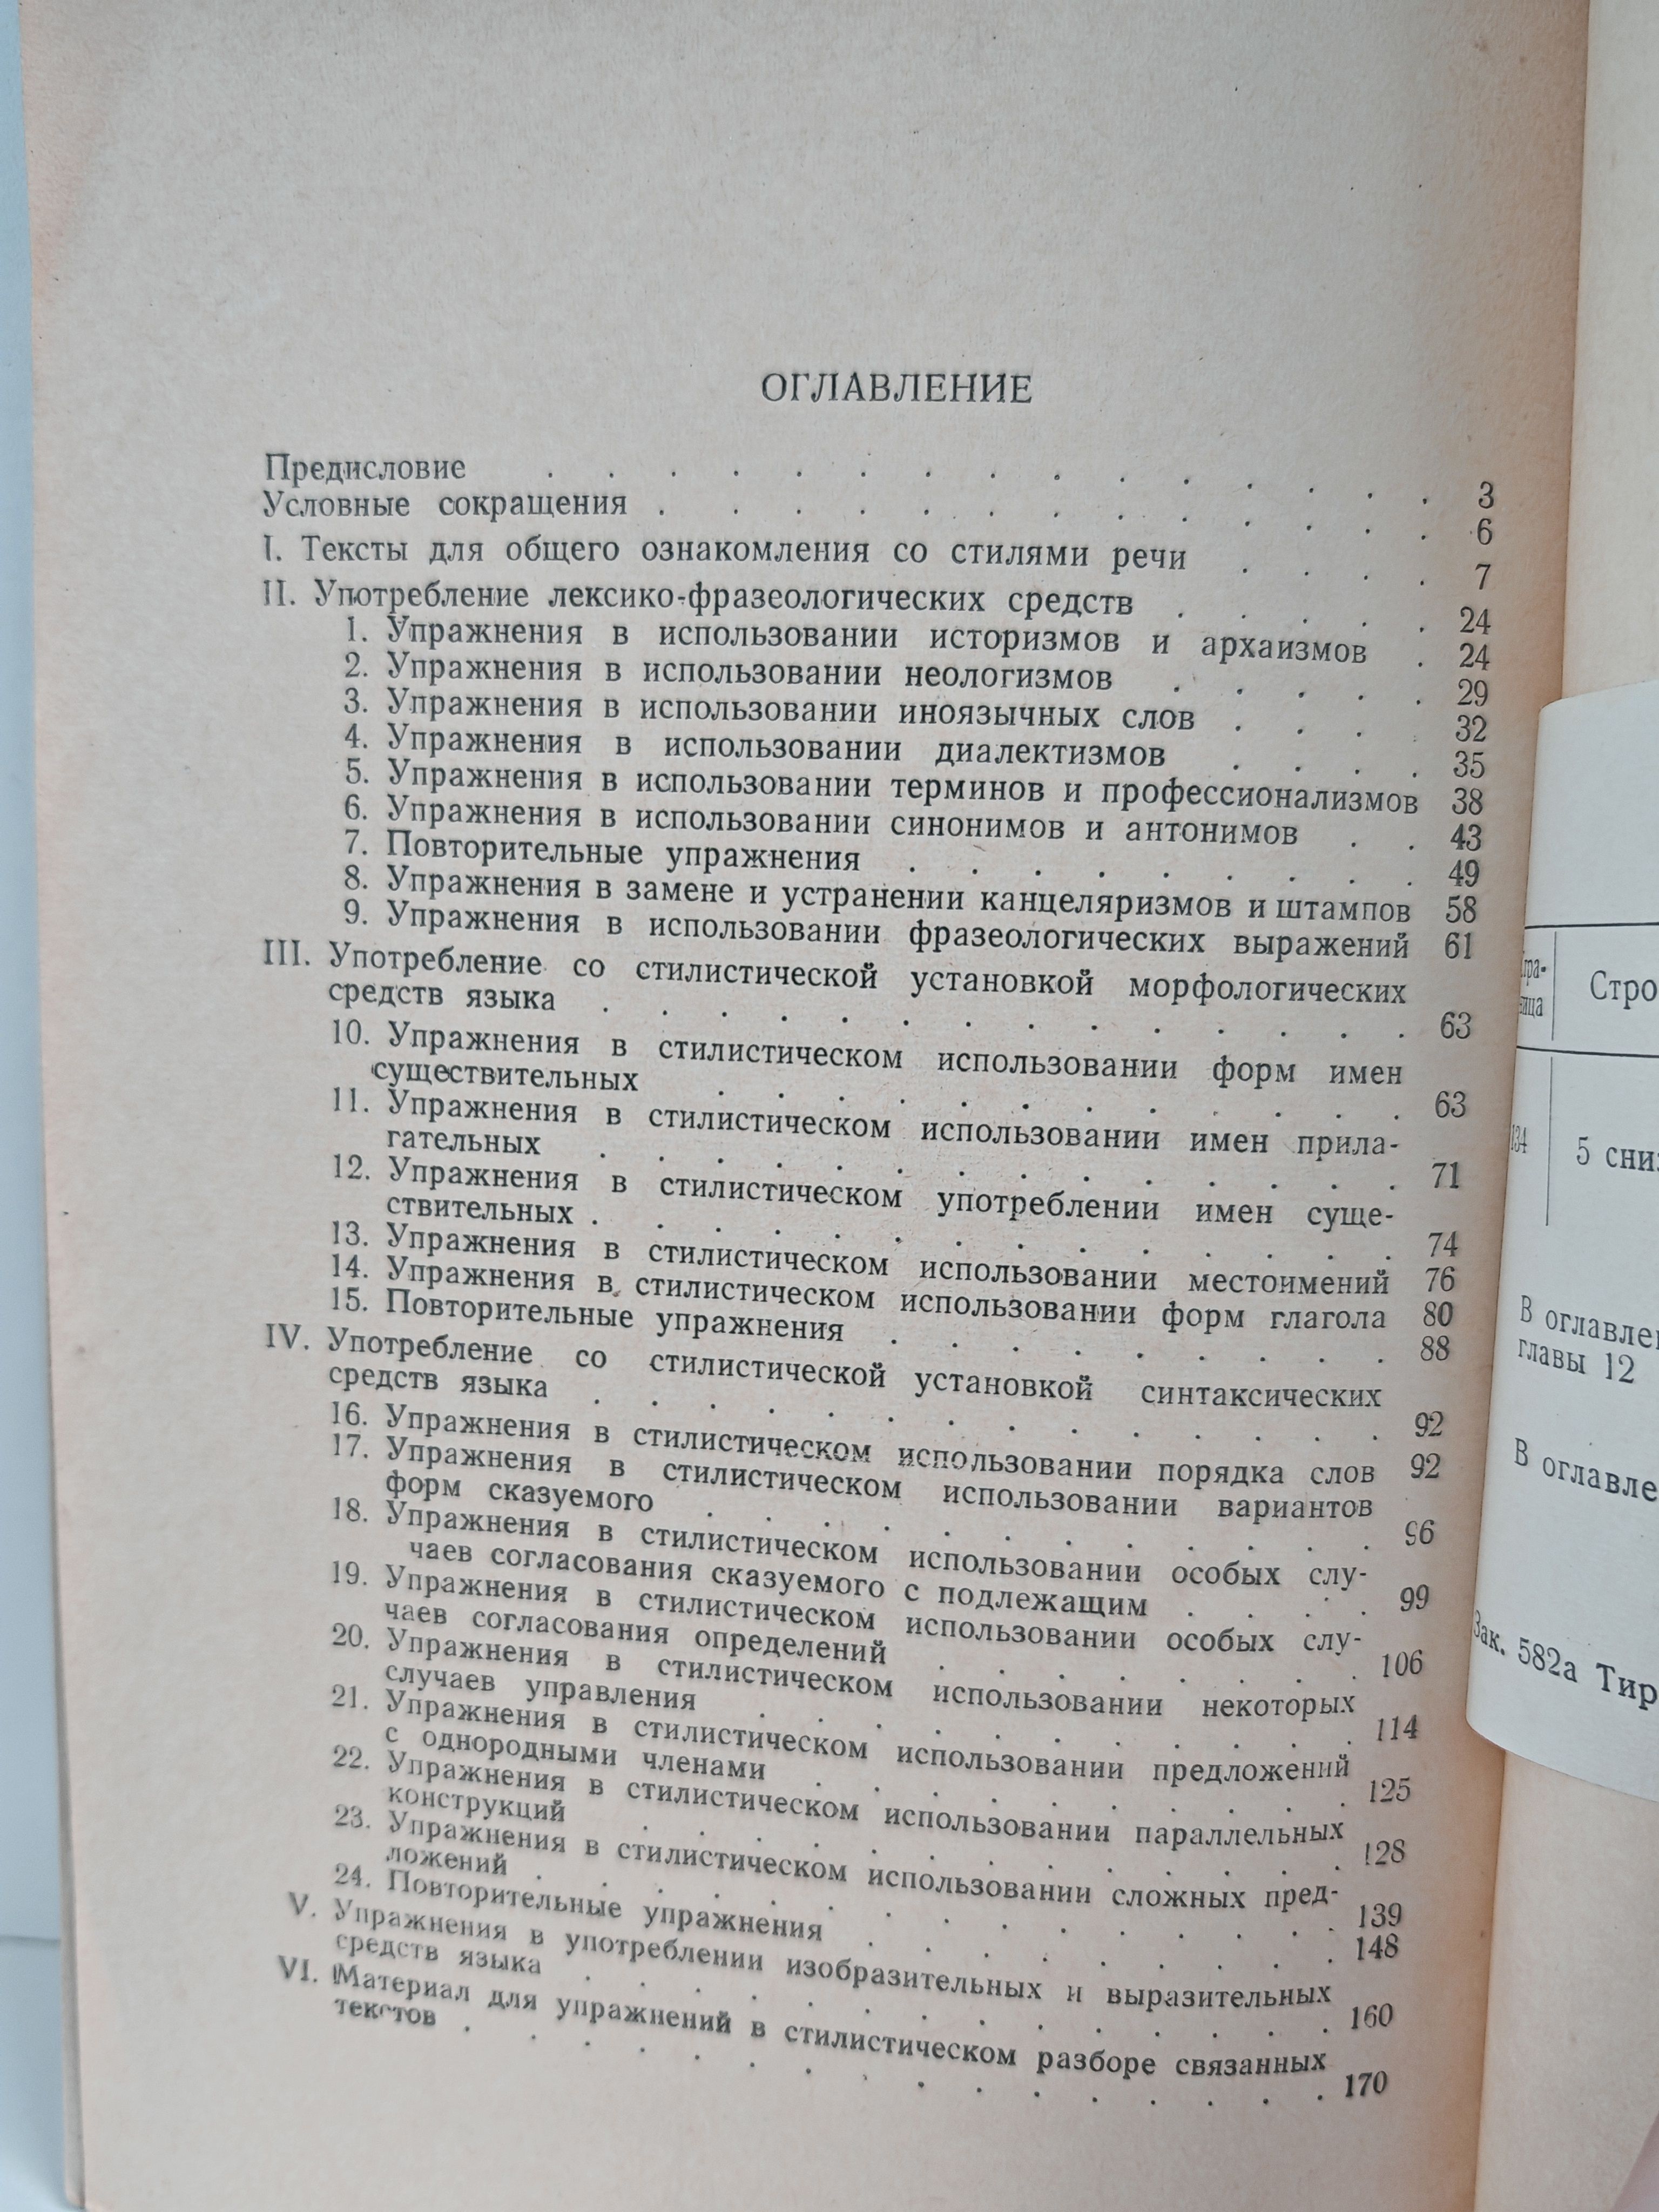 ОГЛАВЛЕНИЕ
Предисловие . . . . . . . . . . . . . . . 3
Условные сокращения . . . . . . . . . . . . . 6
I. Тексты для общего ознакомления со стилями речи . . . . 7
II. Употребление лексико-фразеологических средств . . . . . 24
1. Упражнения в использовании историзмов и архаизмов . 24
2. Упражнения в использовании неологизмов . . . . . 29
3. Упражнения в использовании иноязычных слов . . . 32
4. Упражнения в использовании диалектизмов . . . . 35
5. Упражнения в использовании терминов и профессионализмов 38
6. Упражнения в использовании синонимов и антонимов . . 43
7. Повторительные упражнения . . . . . . . . . 49
8. Упражнения в замене и устранении канцеляризмов и штампов 58
9. Упражнения в использовании фразеологических выражений 61
III. Употребление со стилистической установкой морфологических
средств языка . . . . . . . . . . . . . . 63
10. Упражнения в стилистическом использовании форм имен
существительных . . . . . . . . . . . . 63
11. Упражнения в стилистическом использовании имен прила-
гательных . . . . . . . . . . . . . . 71
12. Упражнения в стилистическом употреблении имен суще-
ствительных . . . . . . . . . . . . . . 74
13. Упражнения в стилистическом использовании местоимений 76
14. Упражнения в стилистическом использовании форм глагола 80
15. Повторительные упражнения . . . . . . . . . 88
IV. Употребление со стилистической установкой синтаксических
средств языка . . . . . . . . . . . . . . 92
16. Упражнения в стилистическом использовании порядка слов 92
17. Упражнения в стилистическом использовании вариантов
форм сказуемого . . . . . . . . . . . . 96
18. Упражнения в стилистическом использовании особых слу-
чаев согласования сказуемого с подлежащим . . . . 99
19. Упражнения в стилистическом использовании особых слу-
чаев согласования определений . . . . . . . . 106
20. Упражнения в стилистическом использовании некоторых
случаев управления . . . . . . . . . . . 114
21. Упражнения в стилистическом использовании предложений
с однородными членами . . . . . . . . . . 125
22. Упражнения в стилистическом использовании параллельных
конструкций . . . . . . . . . . . . . 128
23. Упражнения в стилистическом использовании сложных пред-
ложений . . . . . . . . . . . . . . 139
24. Повторительные упражнения . . . . . . . . . 148
V. Упражнения в употреблении изобразительных и выразительных
средств языка . . . . . . . . . . . . . . 160
VI. Материал для упражнений в стилистическом разборе связанных
текстов . . . . . . . . . . . . . . . . 170
Стро
134
5 сни
В оглавле
главы 12
В оглавле
Зак. 582а Тир